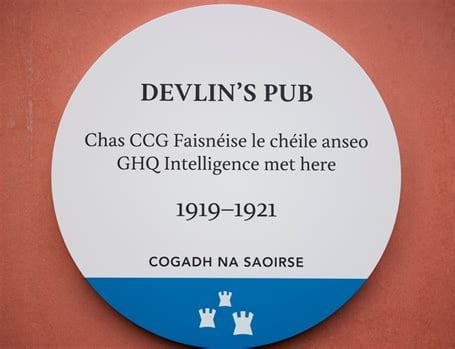 DEVLIN'S PUB
Chas CCG Faisnéise le chéile anseo
GHQ Intelligence met here
1919–1921
COGADH NA SAOIRSE